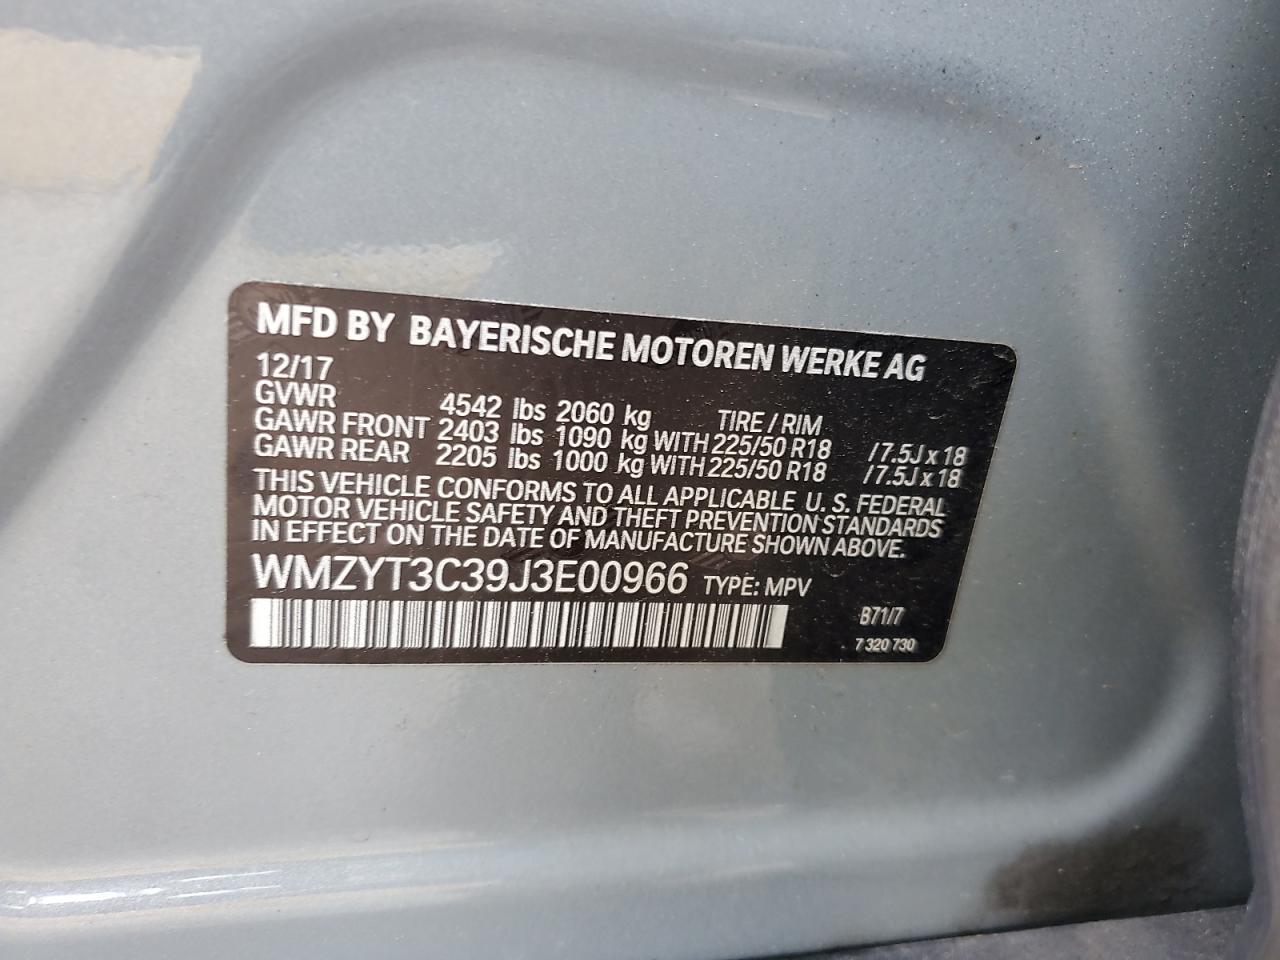 MFD BY BAYERISCHE MOTOREN WERKE AG
12/17
GVWR 4542 lbs 2060 kg TIRE / RIM
GAWR FRONT 2403 lbs 1090 kg WITH 225/50 R18 / 7.5J x 18
GAWR REAR 2205 lbs 1000 kg WITH 225/50 R18 / 7.5J x 18
THIS VEHICLE CONFORMS TO ALL APPLICABLE U. S. FEDERAL
MOTOR VEHICLE SAFETY AND THEFT PREVENTION STANDARDS
IN EFFECT ON THE DATE OF MANUFACTURE SHOWN ABOVE.
WMZYT3C39J3E00966 TYPE: MPV
B71/7
7 320 730